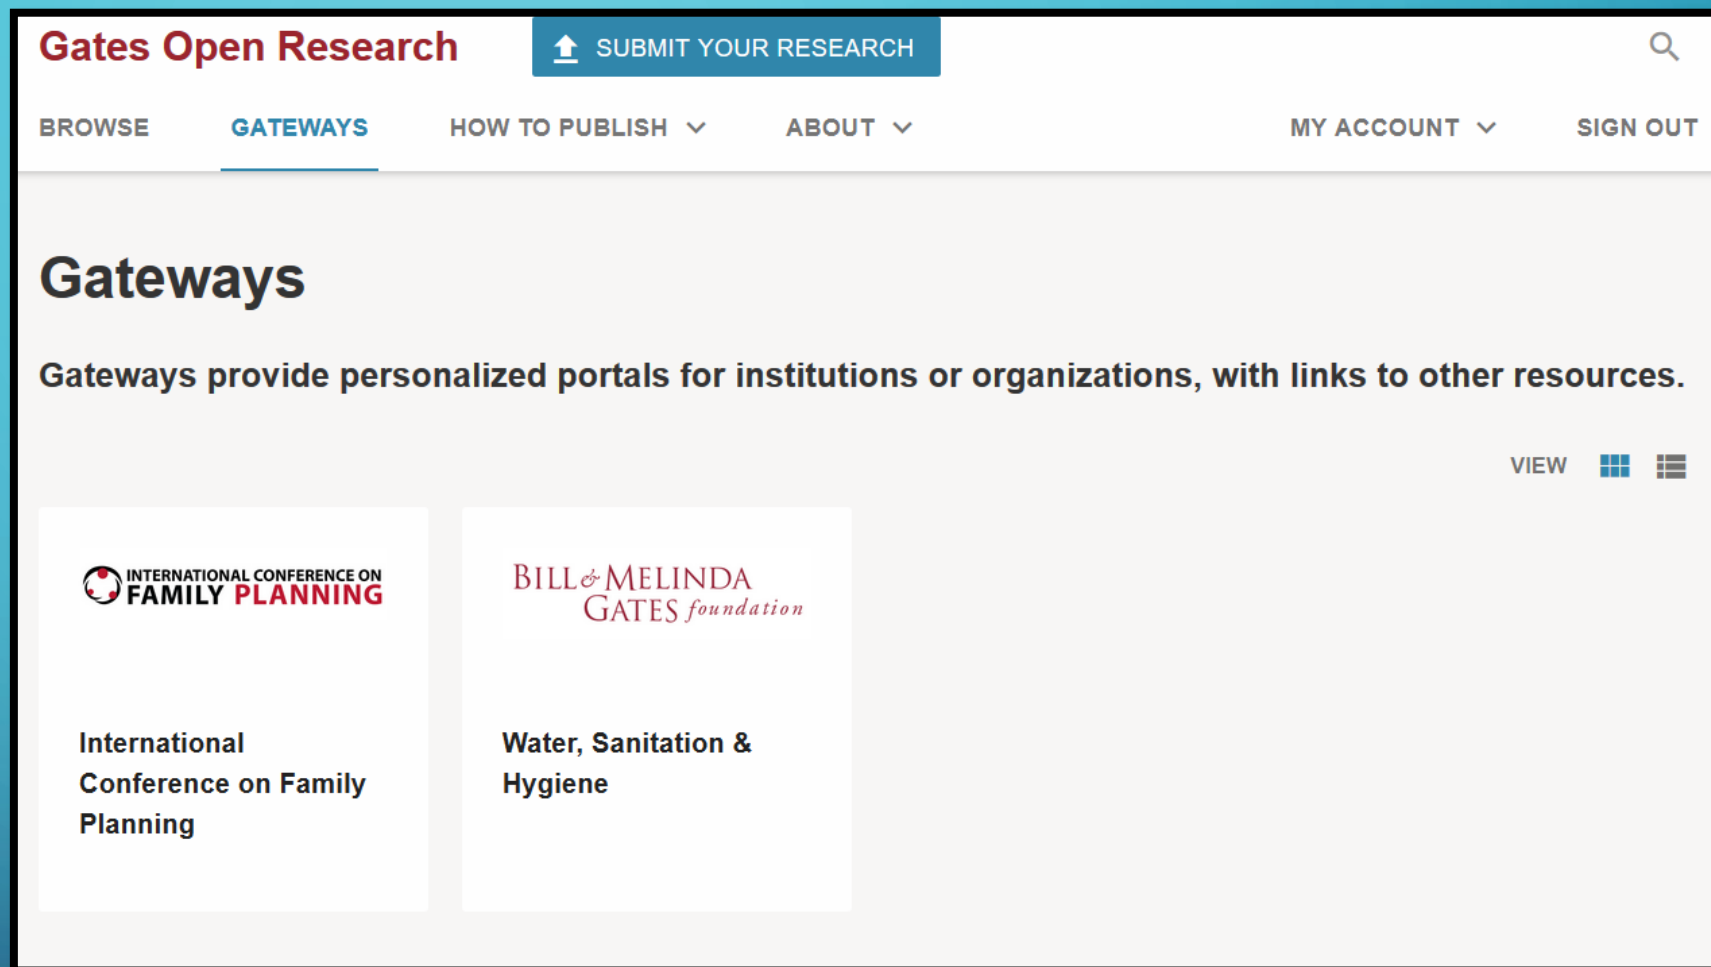 Gates Open Research
SUBMIT YOUR RESEARCH
BROWSE
GATEWAYS
HOW TO PUBLISH
ABOUT
MY ACCOUNT
SIGN OUT
Gateways
Gateways provide personalized portals for institutions or organizations, with links to other resources.
VIEW
INTERNATIONAL CONFERENCE ON
FAMILY PLANNING
International
Conference on Family
Planning
BILL & MELINDA
GATES foundation
Water, Sanitation &
Hygiene